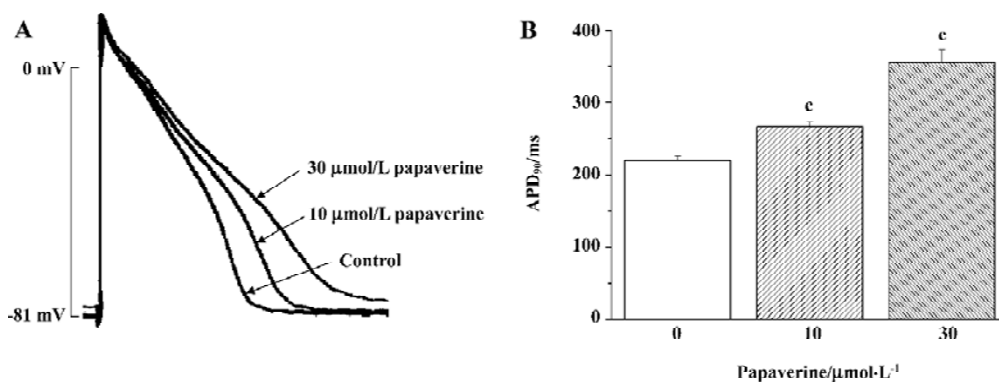 A
0 mV
30 μmol/L papaverine
10 μmol/L papaverine
Control
-81 mV
B
APD₉₀/ms
400
300
200
100
0
c
c
0
10
30
Papaverine/μmol·L⁻¹